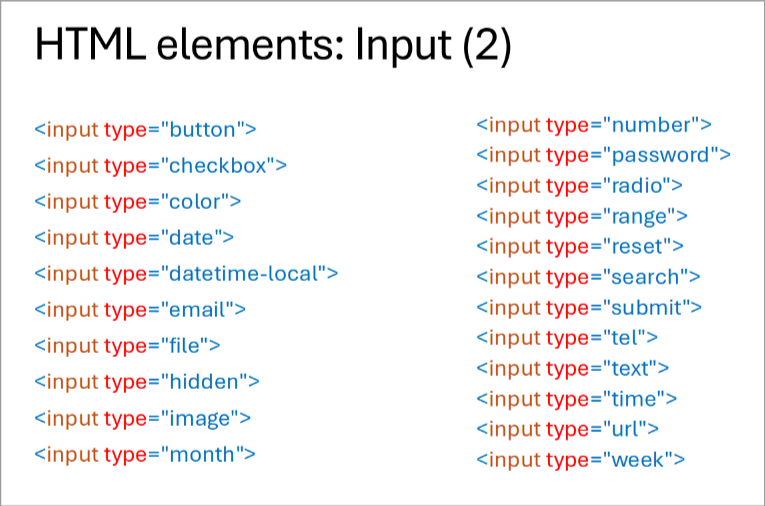 HTML elements: Input (2)
<input type="button">
<input type="checkbox">
<input type="color">
<input type="date">
<input type="datetime-local">
<input type="email">
<input type="file">
<input type="hidden">
<input type="image">
<input type="month">
<input type="number">
<input type="password">
<input type="radio">
<input type="range">
<input type="reset">
<input type="search">
<input type="submit">
<input type="tel">
<input type="text">
<input type="time">
<input type="url">
<input type="week">